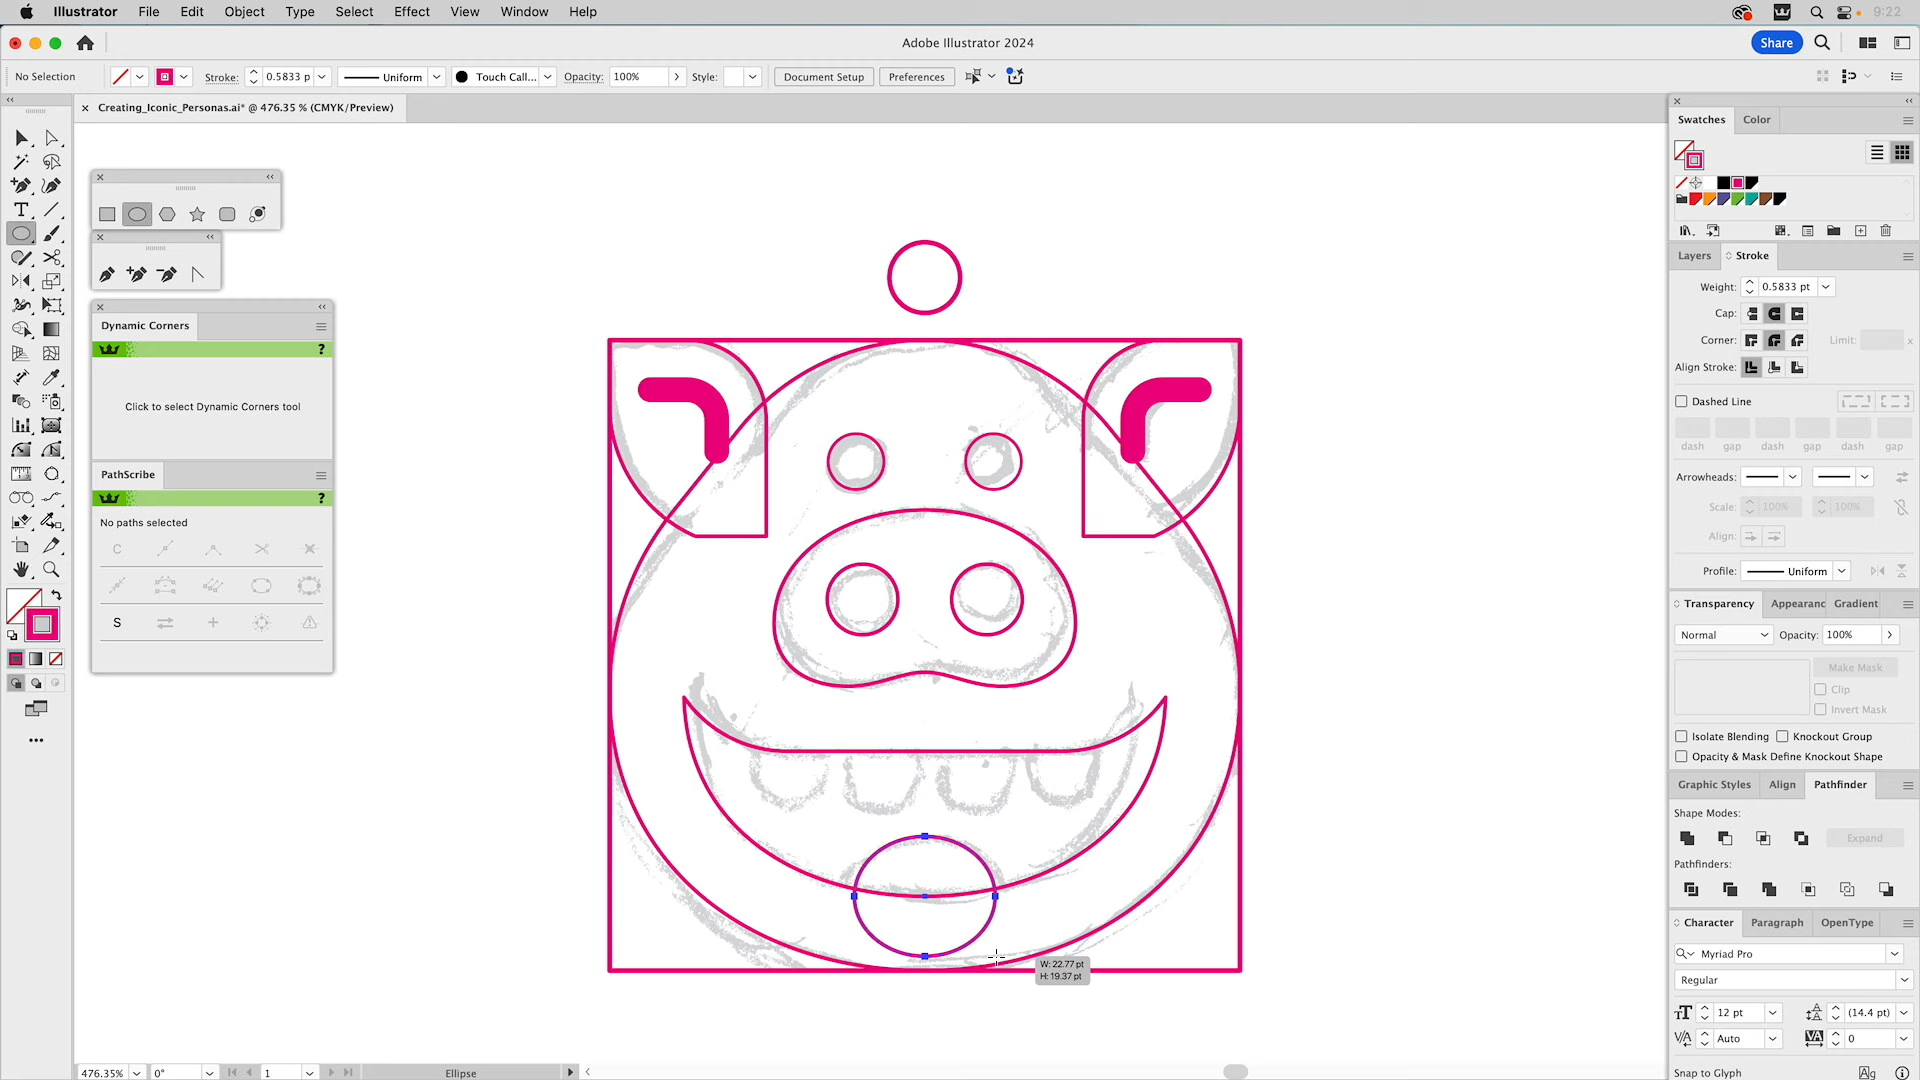 Illustrator File Edit Object Type Select Effect View Window Help 9:22
Adobe Illustrator 2024 Share
No Selection Stroke: 0.5833 p Uniform Touch Call... Opacity: 100% Style: Document Setup Preferences
× Creating_Iconic_Personas.ai* @ 476.35 % (CMYK/Preview)
Swatches Color
Layers Stroke
Weight: 0.5833 pt
Cap:
Corner: Limit: x
Align Stroke:
Dashed Line
dash gap dash gap dash gap
Arrowheads:
Scale: 100% 100%
Align:
Profile: Uniform
Transparency Appearanc Gradient
Normal Opacity: 100%
Make Mask
Clip
Invert Mask
Isolate Blending Knockout Group
Opacity & Mask Define Knockout Shape
Graphic Styles Align Pathfinder
Shape Modes:
Expand
Pathfinders:
Character Paragraph OpenType
Myriad Pro
Regular
12 pt (14.4 pt)
Auto 0
Snap to Glyph
Dynamic Corners
?
Click to select Dynamic Corners tool
PathScribe
?
No paths selected
C
S
W: 22.77 pt
H: 19.37 pt
476.35% 0° 1 Ellipse